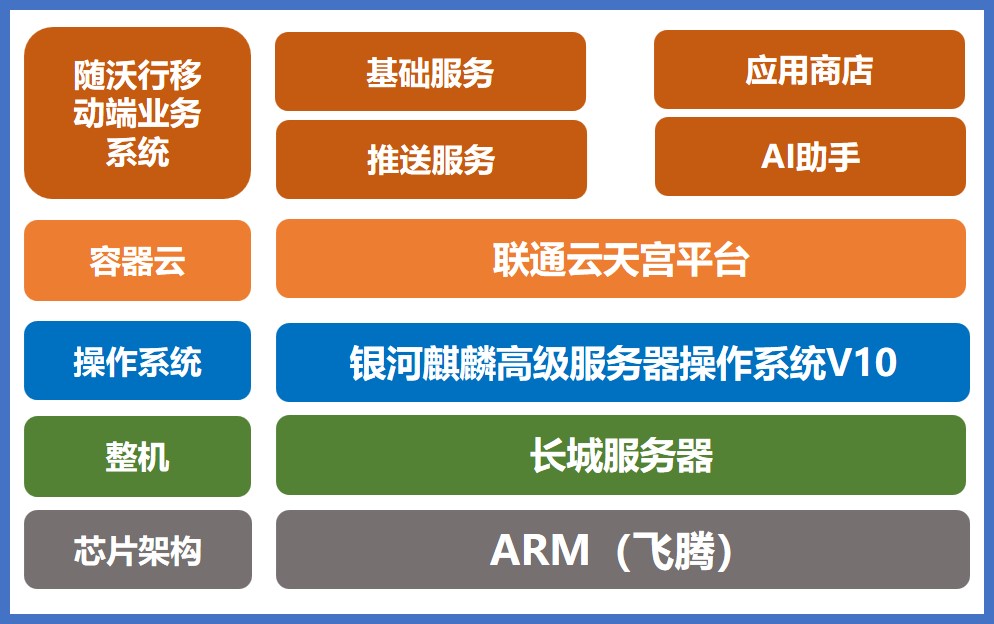 随沃行移
动端业务
系统
基础服务
应用商店
推送服务
AI助手
容器云
联通云天宫平台
操作系统
银河麒麟高级服务器操作系统V10
整机
长城服务器
芯片架构
ARM（飞腾）